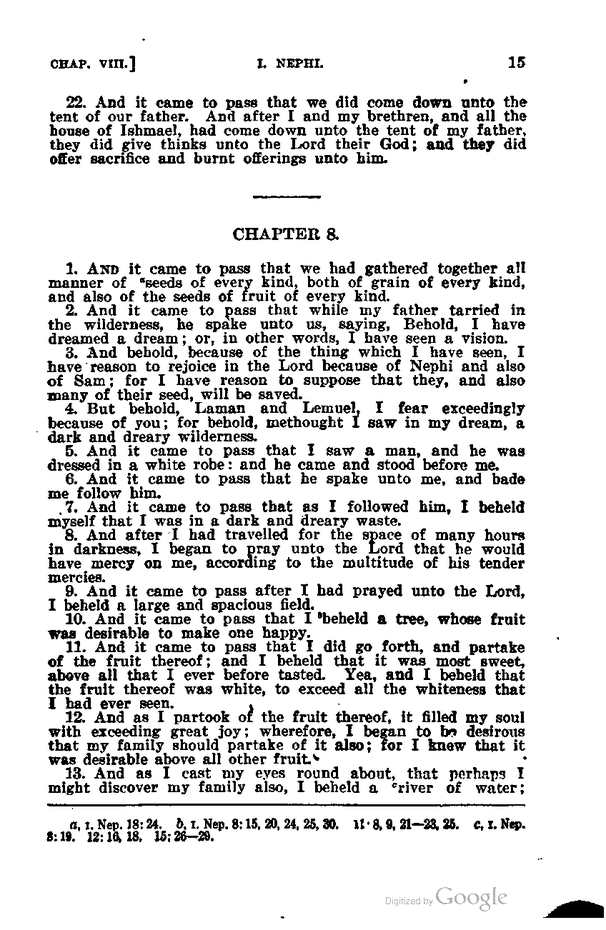 CHAP. VIII.] I. NEPHI. 15
22. And it came to pass that we did come down unto the
tent of our father. And after I and my brethren, and all the
house of Ishmael, had come down unto the tent of my father,
they did give thinks unto the Lord their God; and they did
offer sacrifice and burnt offerings unto him.
CHAPTER 8.
1. AND it came to pass that we had gathered together all
manner of ᵃseeds of every kind, both of grain of every kind,
and also of the seeds of fruit of every kind.
2. And it came to pass that while my father tarried in
the wilderness, he spake unto us, saying, Behold, I have
dreamed a dream; or, in other words, I have seen a vision.
3. And behold, because of the thing which I have seen, I
have reason to rejoice in the Lord because of Nephi and also
of Sam; for I have reason to suppose that they, and also
many of their seed, will be saved.
4. But behold, Laman and Lemuel, I fear exceedingly
because of you; for behold, methought I saw in my dream, a
dark and dreary wilderness.
5. And it came to pass that I saw a man, and he was
dressed in a white robe: and he came and stood before me.
6. And it came to pass that he spake unto me, and bade
me follow him.
7. And it came to pass that as I followed him, I beheld
myself that I was in a dark and dreary waste.
8. And after I had travelled for the space of many hours
in darkness, I began to pray unto the Lord that he would
have mercy on me, according to the multitude of his tender
mercies.
9. And it came to pass after I had prayed unto the Lord,
I beheld a large and spacious field.
10. And it came to pass that I ᵇbeheld a tree, whose fruit
was desirable to make one happy.
11. And it came to pass that I did go forth, and partake
of the fruit thereof; and I beheld that it was most sweet,
above all that I ever before tasted. Yea, and I beheld that
the fruit thereof was white, to exceed all the whiteness that
I had ever seen.
12. And as I partook of the fruit thereof, it filled my soul
with exceeding great joy; wherefore, I began to be desirous
that my family should partake of it also; for I knew that it
was desirable above all other fruit.
13. And as I cast my eyes round about, that perhaps I
might discover my family also, I beheld a ᶜriver of water;
a, I. Nep. 18: 24. b, I. Nep. 8: 15, 20, 24, 25, 30. 11: 8, 9, 21—23, 25. c, I. Nep.
8: 19. 12: 16, 18. 15: 26—29.
Digitized by Google